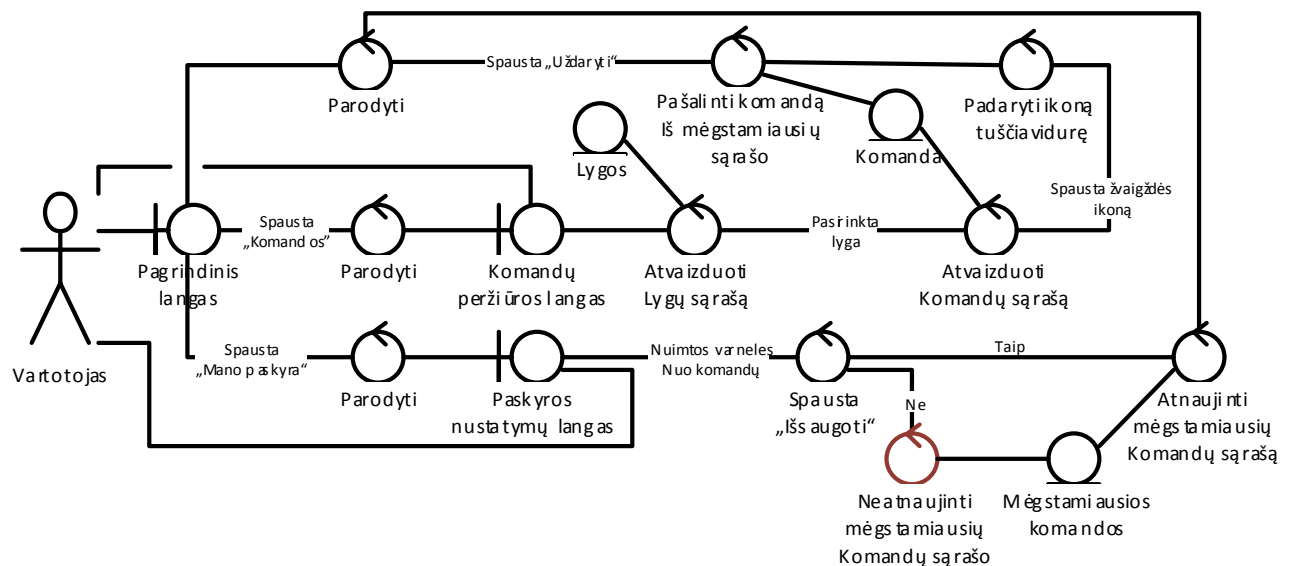 Spausta „Uždaryti“
Parodyti
Pašalinti komandą
Iš mėgstamiausių
sąrašo
Padaryti ikoną
tuščiavidurę
Lygos
Komanda
Spausta žvaigždės
ikoną
Spausta
„Komandos”
Pasirinkta
lyga
Pagrindinis
langas
Parodyti
Komandų
peržiūros langas
Atvaizduoti
Lygų sąrašą
Atvaizduoti
Komandų sąrašą
Vartotojas
Spausta
„Mano paskyra“
Nuimtos varnelės
Nuo komandų
Taip
Parodyti
Paskyros
nustatymų langas
Spausta
„Išsaugoti“
Ne
Atnaujinti
mėgstamiausių
Komandų sąrašą
Neatnaujinti
mėgstamiausių
Komandų sąrašo
Mėgstamiausios
komandos